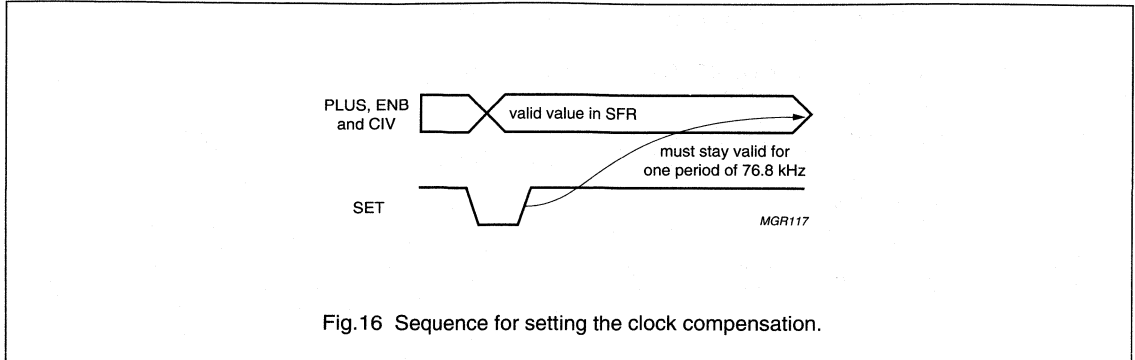 PLUS, ENB
and CIV
valid value in SFR
must stay valid for
one period of 76.8 kHz
SET
MGR117
Fig.16 Sequence for setting the clock compensation.